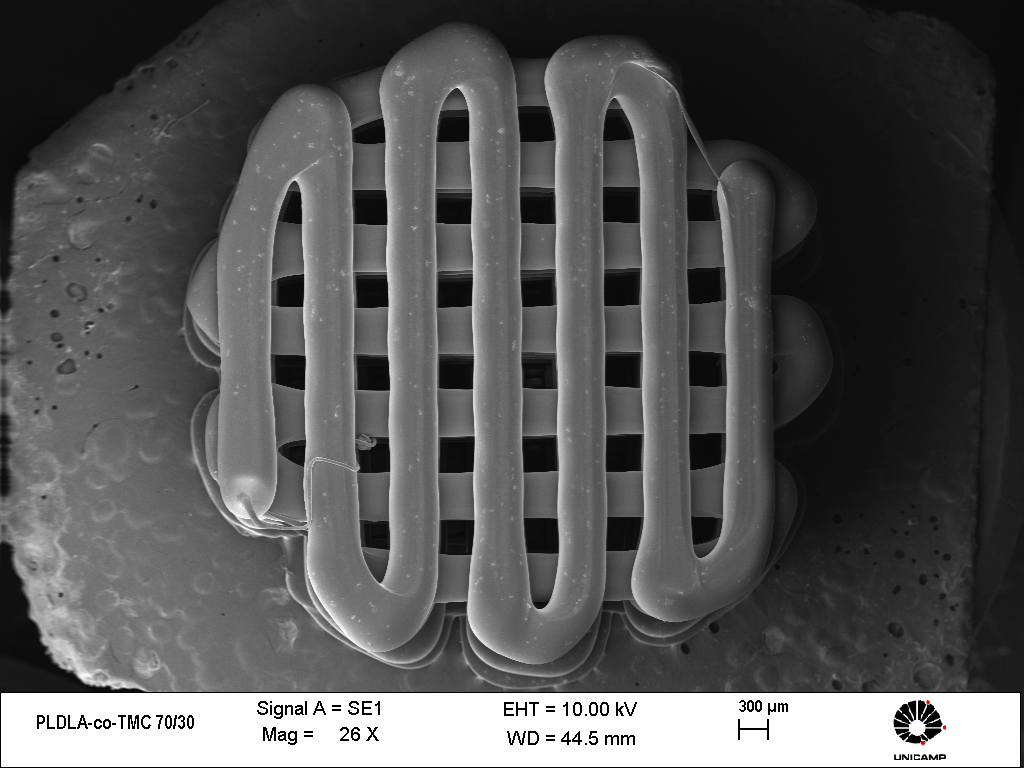 PLDLA-co-TMC 70/30
Signal A = SE1
Mag = 26 X
EHT = 10.00 kV
WD = 44.5 mm
300 µm
UNICAMP